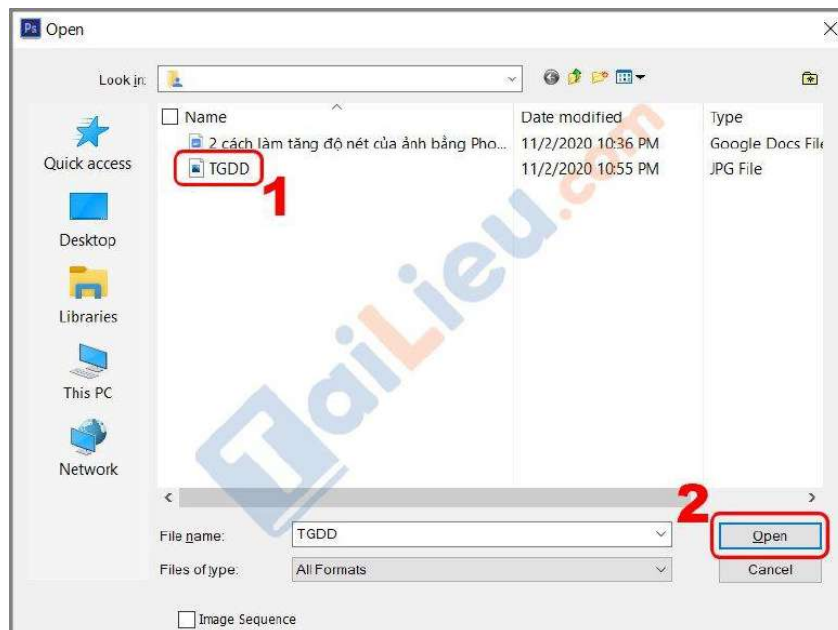 Ps Open
Look in:
Name Date modified Type
2 cách làm tăng độ nét của ảnh bằng Pho... 11/2/2020 10:36 PM Google Docs File
TGDD 11/2/2020 10:55 PM JPG File
1
Quick access
Desktop
Libraries
This PC
Network
TaiLieu.com
2
File name: TGDD Open
Files of type: All Formats Cancel
Image Sequence